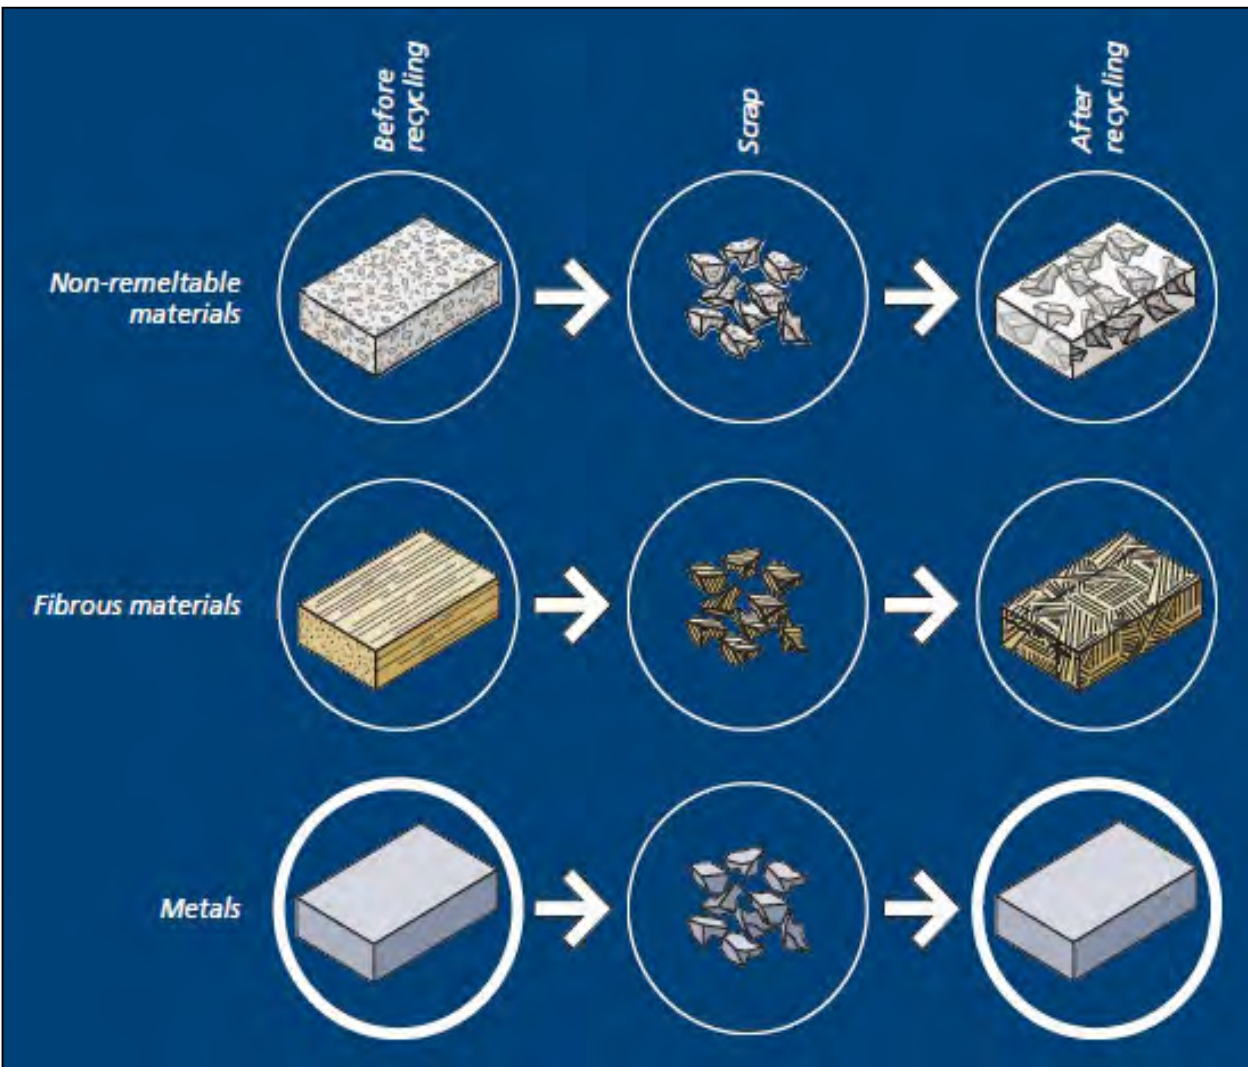 Before
recycling
Scrap
After
recycling
Non-remeltable
materials
Fibrous materials
Metals